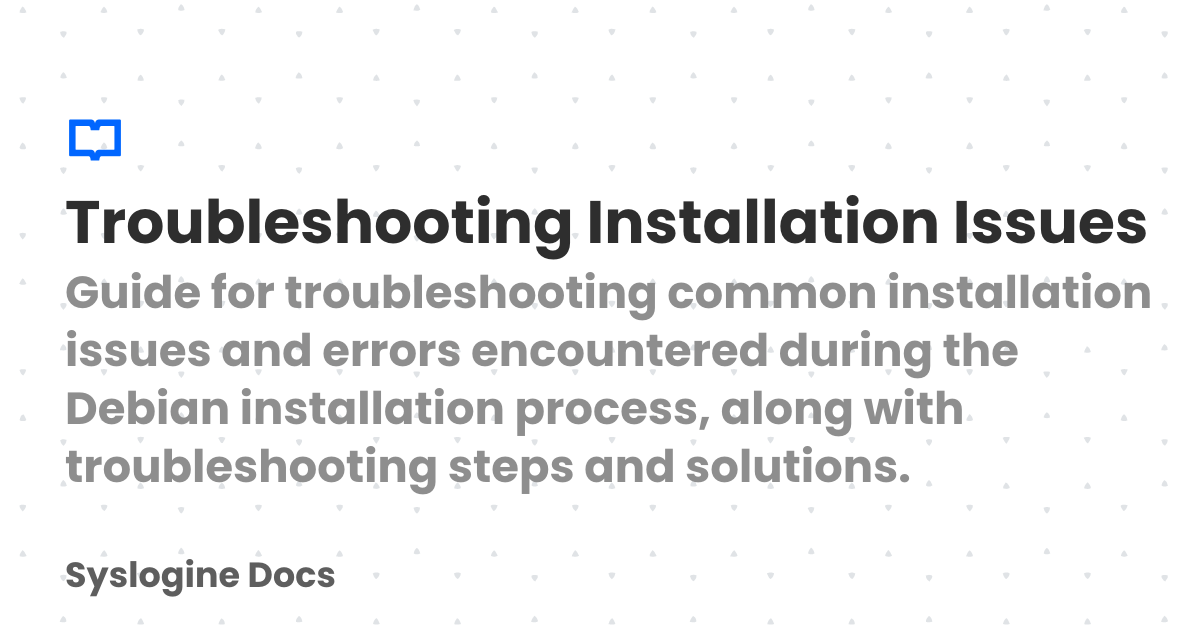 Troubleshooting Installation Issues
Guide for troubleshooting common installation
issues and errors encountered during the
Debian installation process, along with
troubleshooting steps and solutions.
Syslogine Docs